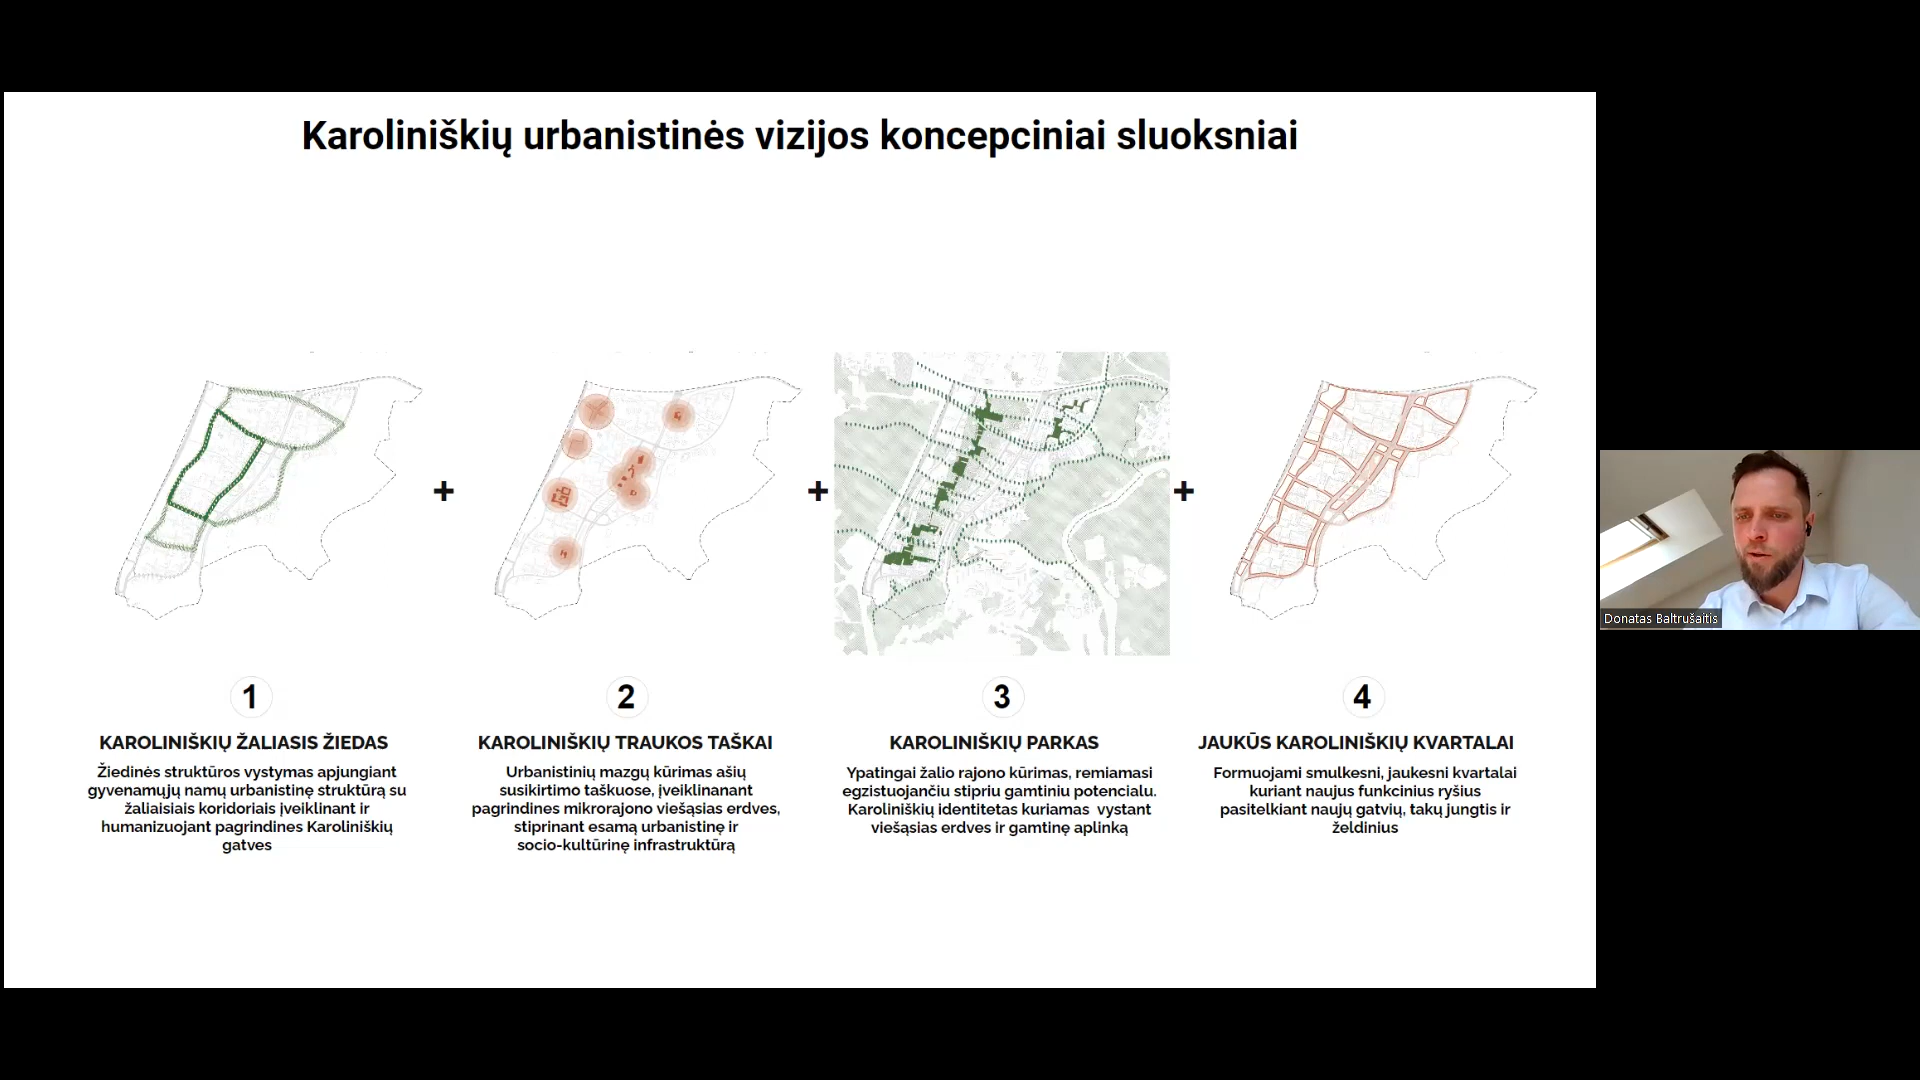 Karoliniškių urbanistinės vizijos koncepciniai sluoksniai
+
+
+
1
KAROLINIŠKIŲ ŽALIASIS ŽIEDAS
Žiedinės struktūros vystymas apjungiant
gyvenamųjų namų urbanistinę struktūrą su
žaliaisiais koridoriais įveiklinant ir
humanizuojant pagrindines Karoliniškių
gatves
2
KAROLINIŠKIŲ TRAUKOS TAŠKAI
Urbanistinių mazgų kūrimas ašių
susikirtimo taškuose, įveiklinanant
pagrindines mikrorajono viešąsias erdves,
stiprinant esamą urbanistinę ir
socio-kultūrinę infrastruktūrą
3
KAROLINIŠKIŲ PARKAS
Ypatingai žalio rajono kūrimas, remiamasi
egzistuojančiu stipriu gamtiniu potencialu.
Karoliniškių identitetas kuriamas vystant
viešąsias erdves ir gamtinę aplinką
4
JAUKŪS KAROLINIŠKIŲ KVARTALAI
Formuojami smulkesni, jaukesni kvartalai
kuriant naujus funkcinius ryšius
pasitelkiant naujų gatvių, takų jungtis ir
želdinius
Donatas Baltrušaitis